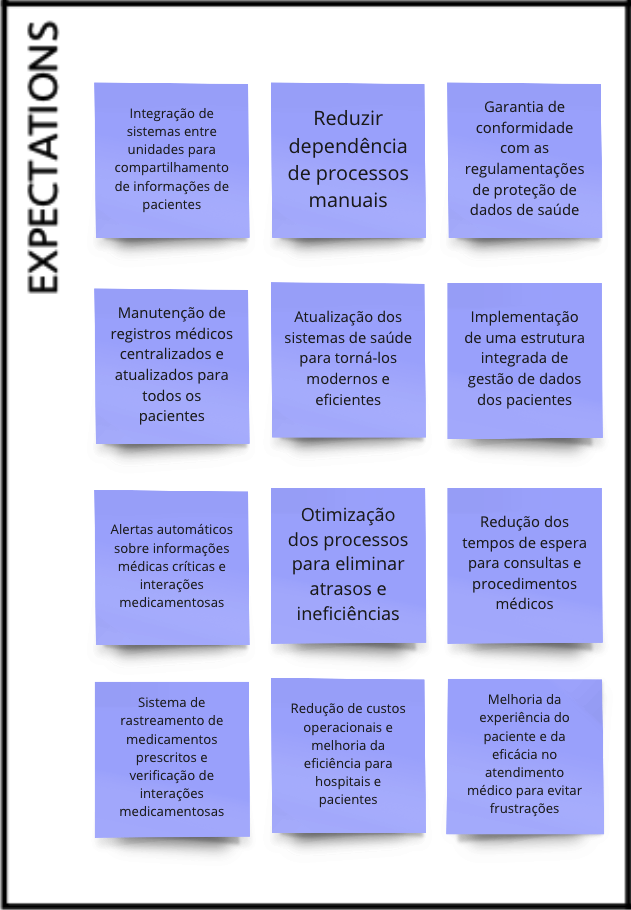 EXPECTATIONS
Integração de
sistemas entre
unidades para
compartilhamento
de informações de
pacientes
Reduzir
dependência
de processos
manuais
Garantia de
conformidade
com as
regulamentações
de proteção de
dados de saúde
Manutenção de
registros médicos
centralizados e
atualizados para
todos os
pacientes
Atualização dos
sistemas de saúde
para torná-los
modernos e
eficientes
Implementação
de uma estrutura
integrada de
gestão de dados
dos pacientes
Alertas automáticos
sobre informações
médicas críticas e
interações
medicamentosas
Otimização
dos processos
para eliminar
atrasos e
ineficiências
Redução dos
tempos de espera
para consultas e
procedimentos
médicos
Sistema de
rastreamento de
medicamentos
prescritos e
verificação de
interações
medicamentosas
Redução de custos
operacionais e
melhoria da
eficiência para
hospitais e
pacientes
Melhoria da
experiência do
paciente e da
eficácia no
atendimento
médico para evitar
frustrações